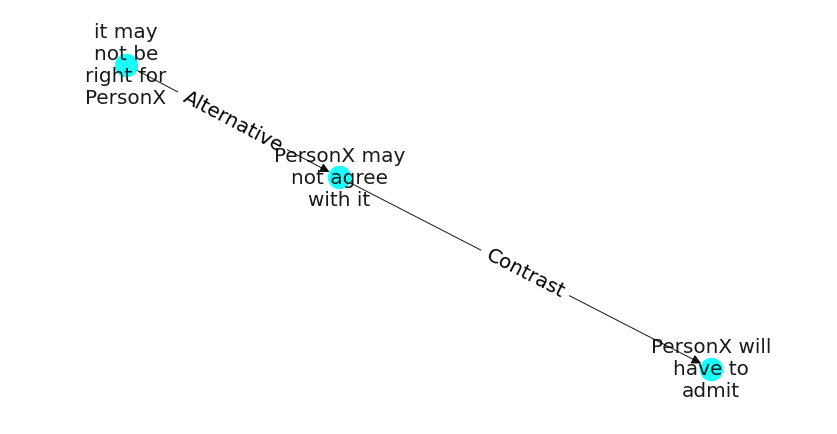 it may
not be
right for
PersonX
Alternative
PersonX may
not agree
with it
Contrast
PersonX will
have to
admit